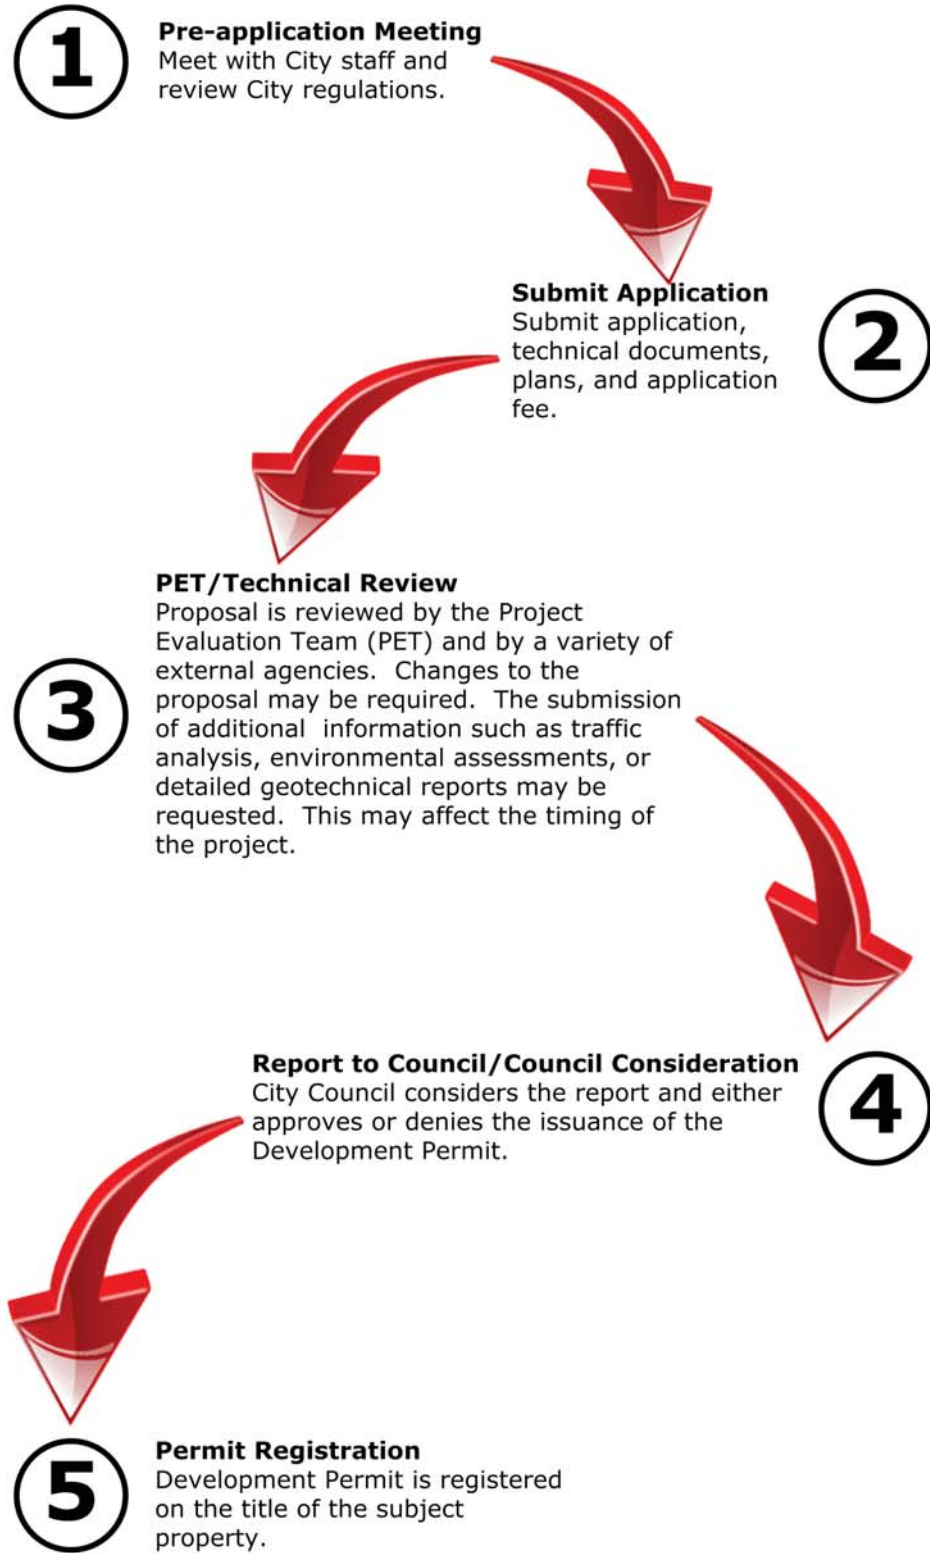 1
Pre-application Meeting
Meet with City staff and
review City regulations.
Submit Application
Submit application,
technical documents,
plans, and application
fee.
2
PET/Technical Review
Proposal is reviewed by the Project
Evaluation Team (PET) and by a variety of
external agencies.  Changes to the
proposal may be required.  The submission
of additional  information such as traffic
analysis, environmental assessments, or
detailed geotechnical reports may be
requested.  This may affect the timing of
the project.
3
Report to Council/Council Consideration
City Council considers the report and either
approves or denies the issuance of the
Development Permit.
4
5
Permit Registration
Development Permit is registered
on the title of the subject
property.